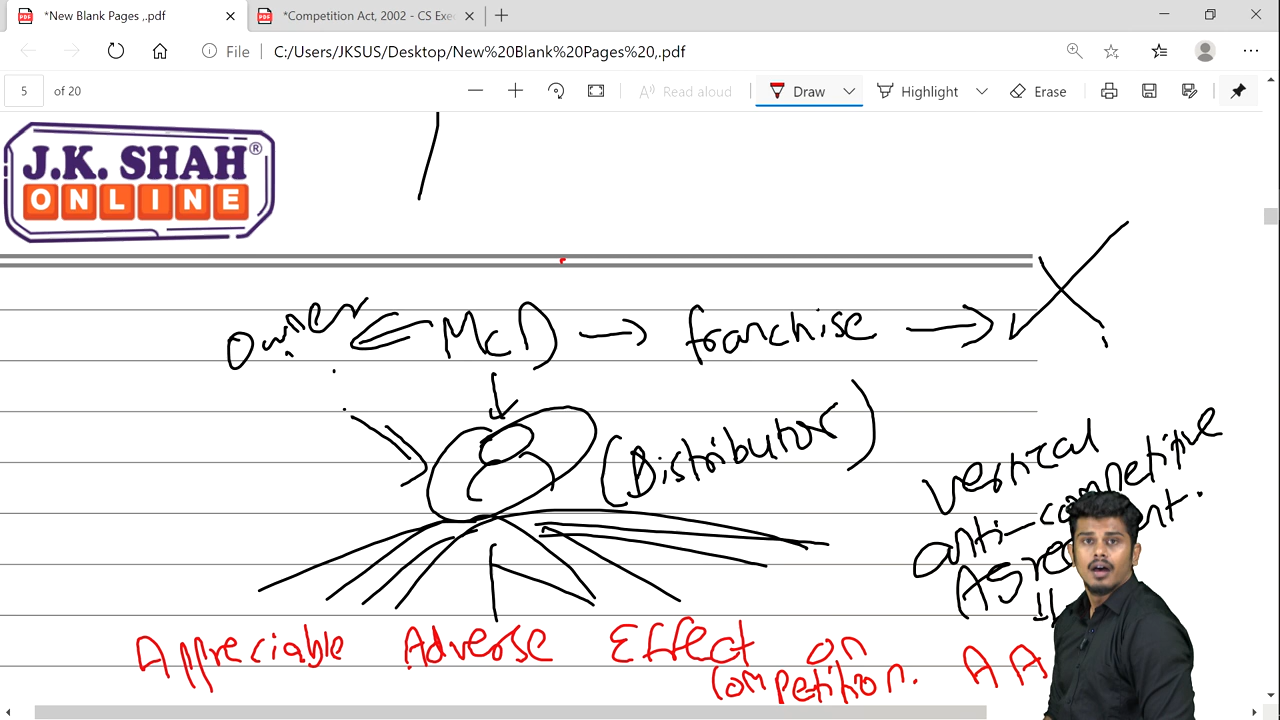 *New Blank Pages ,.pdf
*Competition Act, 2002 - CS Exec
File
C:/Users/JKSUS/Desktop/New%20Blank%20Pages%20,.pdf
5 of 20
Read aloud
Draw
Highlight
Erase
J.K. SHAH®
ONLINE
Owner McD franchise
(Distributor)
vertical
anti-competitive
Appreciable Adverse Effect on
Competition. AA